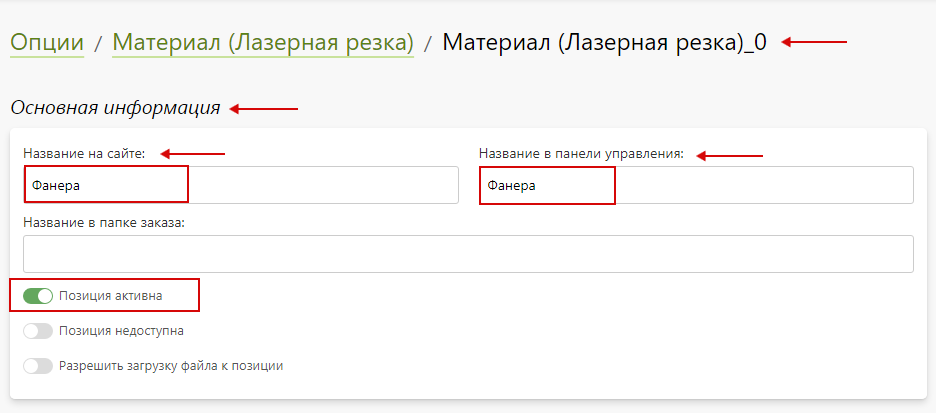 Опции / Материал (Лазерная резка) / Материал (Лазерная резка)_0
Основная информация
Название на сайте: Название в панели управления:
Фанера Фанера
Название в папке заказа:
Позиция активна
Позиция недоступна
Разрешить загрузку файла к позиции